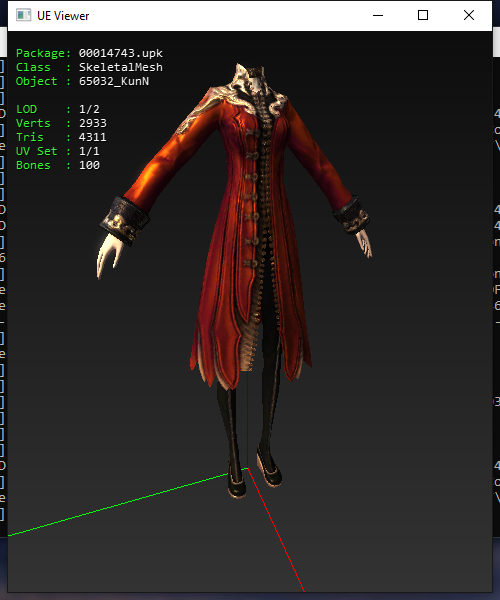 UE Viewer
Package: 00014743.upk
Class : SkeletalMesh
Object : 65032_KunN
LOD : 1/2
Verts : 2933
Tris : 4311
UV Set : 1/1
Bones : 100